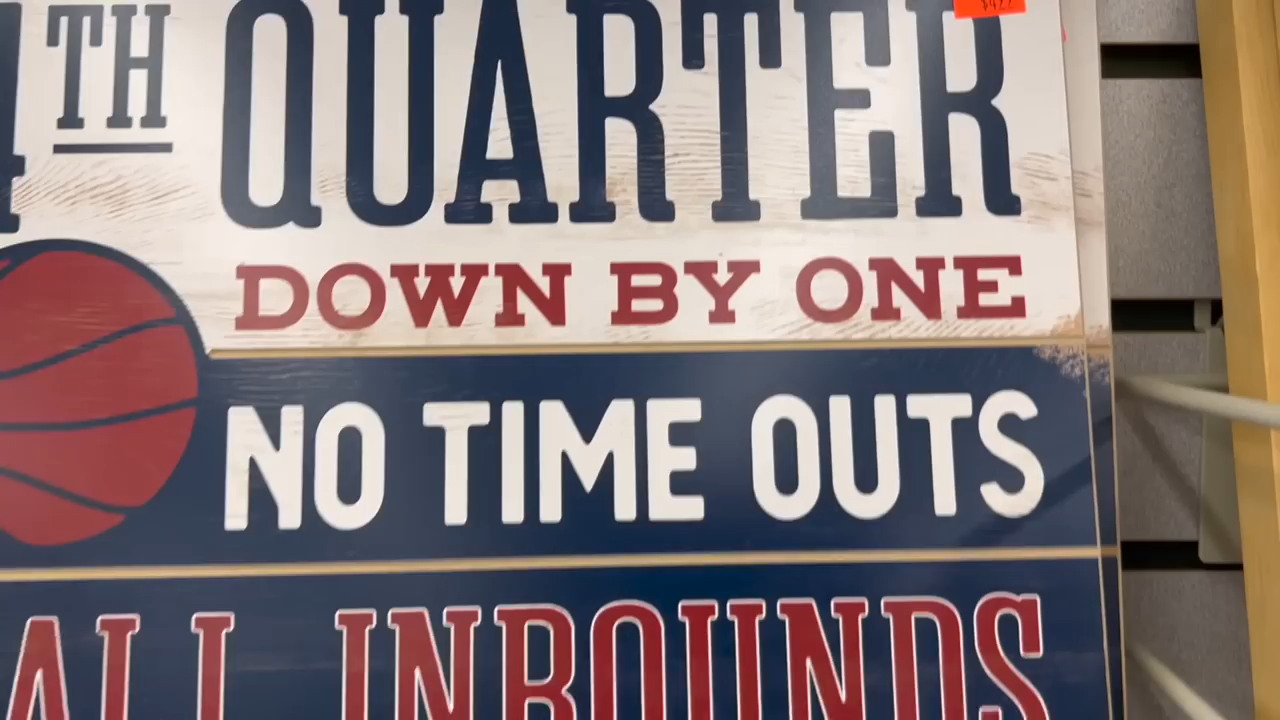 4TH QUARTER
DOWN BY ONE
NO TIME OUTS
ALL INBOUNDS